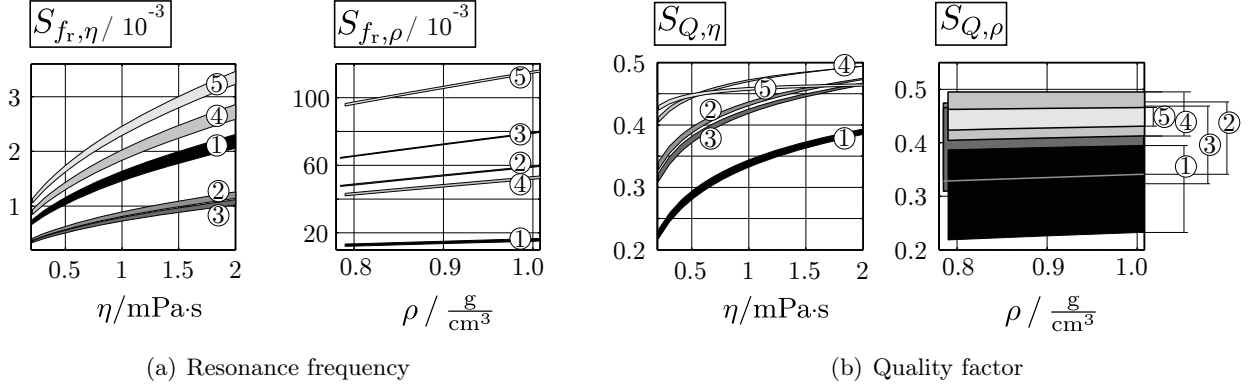 S_{f_r,η}/ 10^{-3}
S_{f_r,ρ}/ 10^{-3}
S_{Q,η}
S_{Q,ρ}
3
2
1
0.5 1 1.5 2
η/mPa·s
⑤
④
①
②
③
100
60
20
0.8 0.9 1.0
ρ / g/cm³
⑤
③
②
④
①
0.5
0.4
0.3
0.2
0.5 1 1.5 2
η/mPa·s
④
⑤
②
③
①
0.5
0.4
0.3
0.2
0.8 0.9 1.0
ρ / g/cm³
⑤ ④ ③ ②
①
(a) Resonance frequency
(b) Quality factor